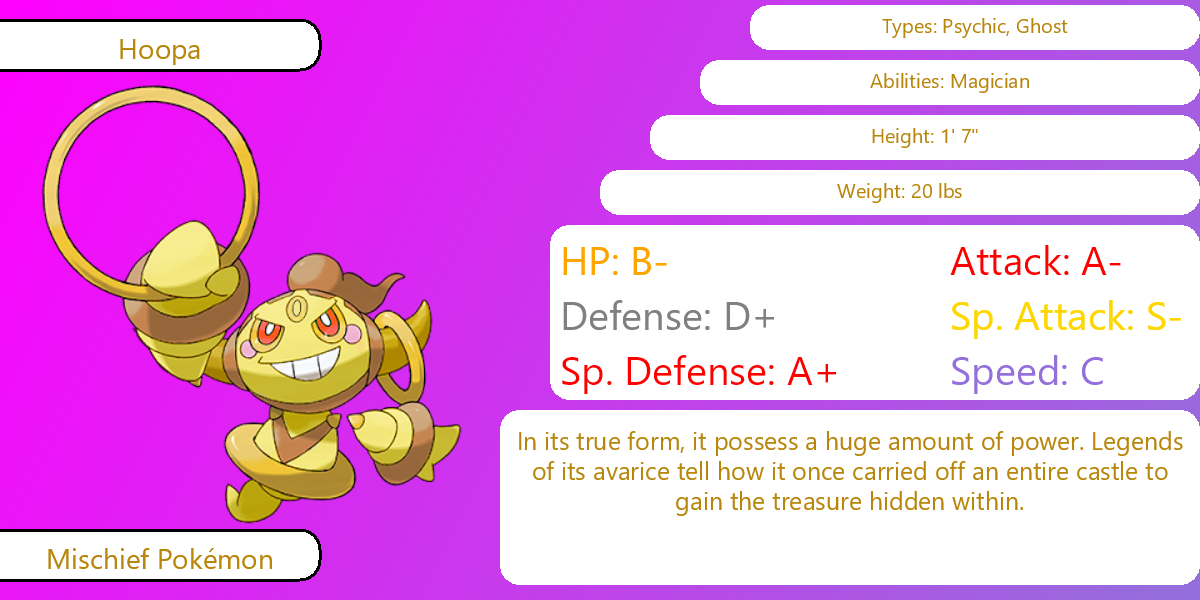 Hoopa
Types: Psychic, Ghost
Abilities: Magician
Height: 1' 7"
Weight: 20 lbs
HP: B-
Attack: A-
Defense: D+
Sp. Attack: S-
Sp. Defense: A+
Speed: C
In its true form, it possess a huge amount of power. Legends
of its avarice tell how it once carried off an entire castle to
gain the treasure hidden within.
Mischief Pokémon